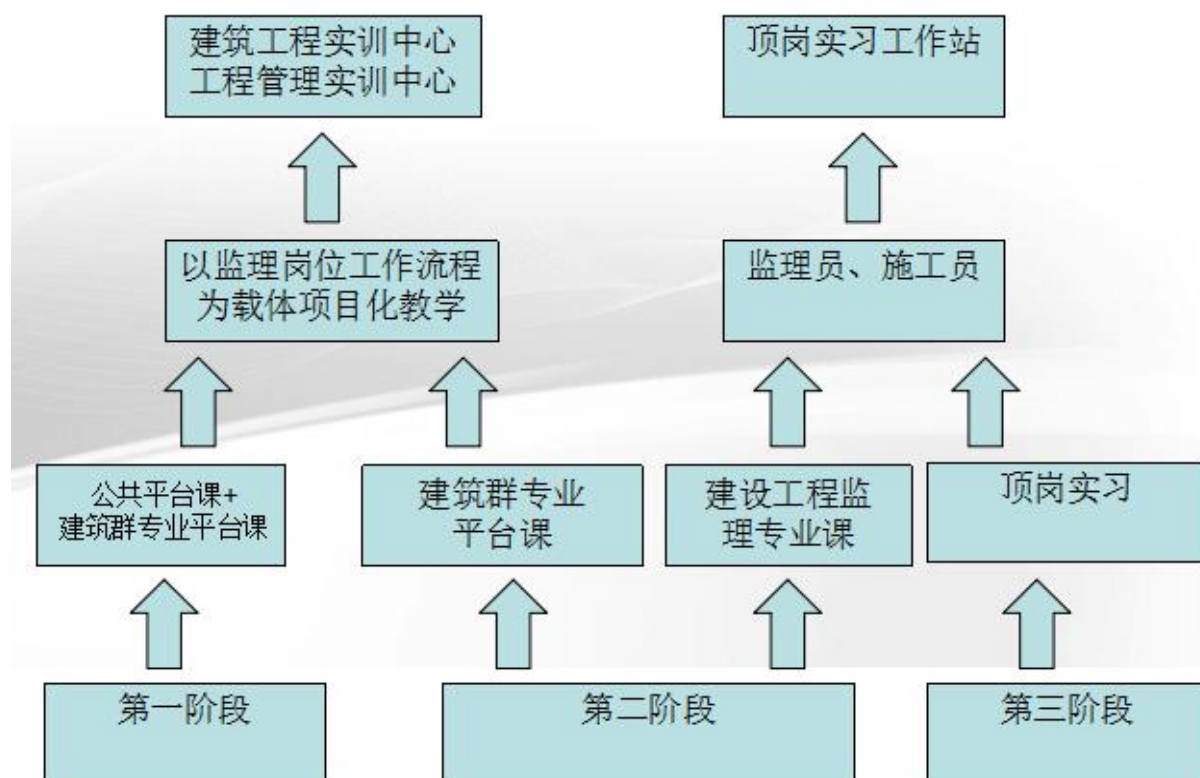 建筑工程实训中心
工程管理实训中心
顶岗实习工作站
以监理岗位工作流程
为载体项目化教学
监理员、施工员
公共平台课+
建筑群专业平台课
建筑群专业
平台课
建设工程监
理专业课
顶岗实习
第一阶段
第二阶段
第三阶段